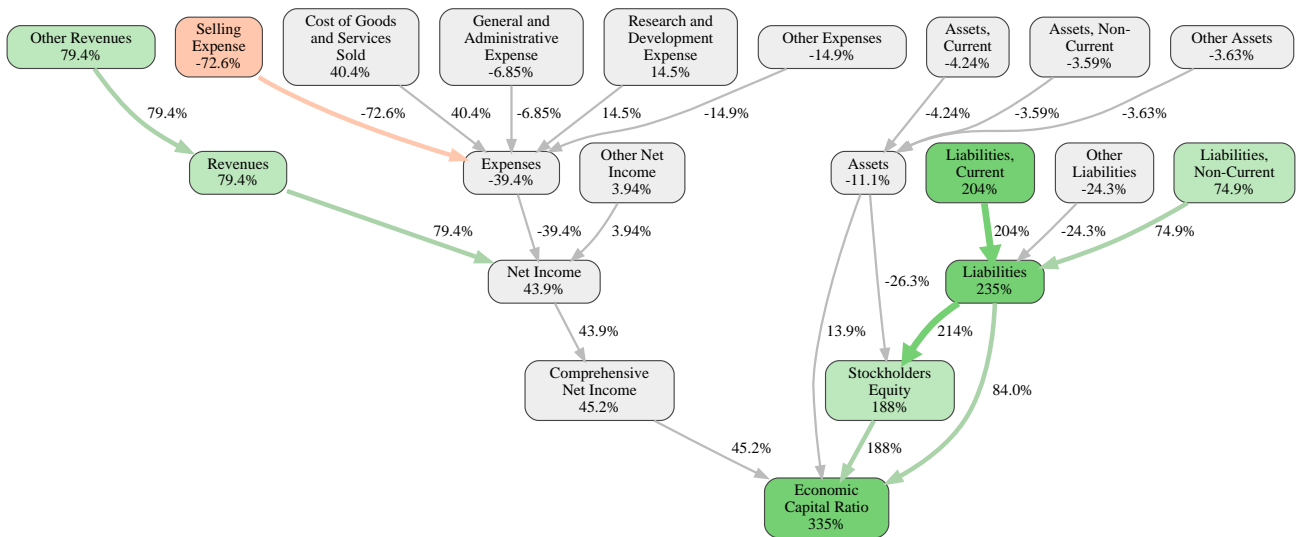 Other Revenues
79.4%
Selling
Expense
-72.6%
Cost of Goods
and Services
Sold
40.4%
General and
Administrative
Expense
-6.85%
Research and
Development
Expense
14.5%
Other Expenses
-14.9%
Assets,
Current
-4.24%
Assets, Non-
Current
-3.59%
Other Assets
-3.63%
79.4%
-72.6%
40.4%
-6.85%
14.5%
-14.9%
-4.24%
-3.59%
-3.63%
Revenues
79.4%
Expenses
-39.4%
Other Net
Income
3.94%
Assets
-11.1%
Liabilities,
Current
204%
Other
Liabilities
-24.3%
Liabilities,
Non-Current
74.9%
79.4%
-39.4%
3.94%
204%
-24.3%
74.9%
Net Income
43.9%
Liabilities
235%
-26.3%
43.9%
13.9%
214%
Comprehensive
Net Income
45.2%
Stockholders
Equity
188%
84.0%
45.2%
188%
Economic
Capital Ratio
335%